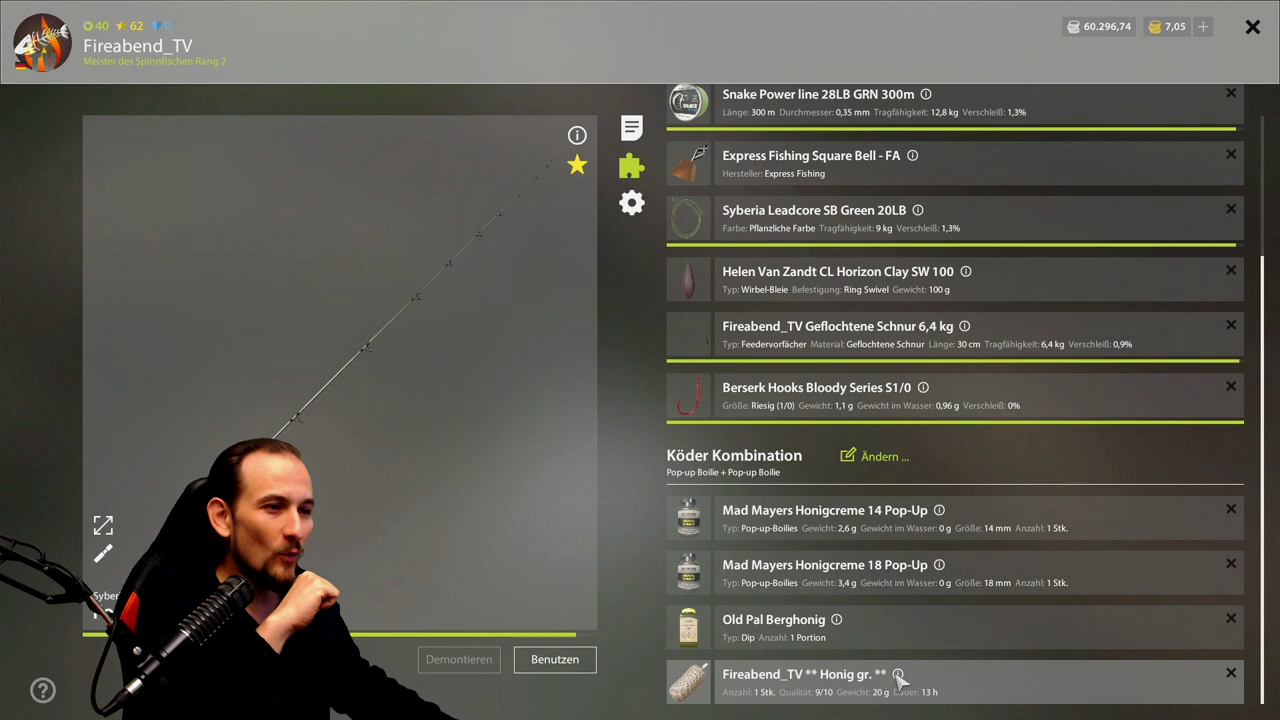 40 62 0
Fireabend_TV
Meister des Spinnfischen Rang 2
60.296,74
7,05
Snake Power line 28LB GRN 300m
Länge: 300 m Durchmesser: 0,35 mm Tragfähigkeit: 12,8 kg Verschleiß: 1,3%
Express Fishing Square Bell - FA
Hersteller: Express Fishing
Syberia Leadcore SB Green 20LB
Farbe: Pflanzliche Farbe Tragfähigkeit: 9 kg Verschleiß: 1,3%
Helen Van Zandt CL Horizon Clay SW 100
Typ: Wirbel-Bleie Befestigung: Ring Swivel Gewicht: 100 g
Fireabend_TV Geflochtene Schnur 6,4 kg
Typ: Feedervorfächer Material: Geflochtene Schnur Länge: 30 cm Tragfähigkeit: 6,4 kg Verschleiß: 0,9%
Berserk Hooks Bloody Series S1/0
Größe: Riesig (1/0) Gewicht: 1,1 g Gewicht im Wasser: 0,96 g Verschleiß: 0%
Köder Kombination
Ändern ...
Pop-up Boilie + Pop-up Boilie
Mad Mayers Honigcreme 14 Pop-Up
Typ: Pop-up-Boilies Gewicht: 2,6 g Gewicht im Wasser: 0 g Größe: 14 mm Anzahl: 1 Stk.
Mad Mayers Honigcreme 18 Pop-Up
Typ: Pop-up-Boilies Gewicht: 3,4 g Gewicht im Wasser: 0 g Größe: 18 mm Anzahl: 1 Stk.
Old Pal Berghonig
Typ: Dip Anzahl: 1 Portion
Fireabend_TV ** Honig gr. **
Anzahl: 1 Stk. Qualität: 9/10 Gewicht: 20 g Dauer: 13 h
Syber
Demontieren
Benutzen